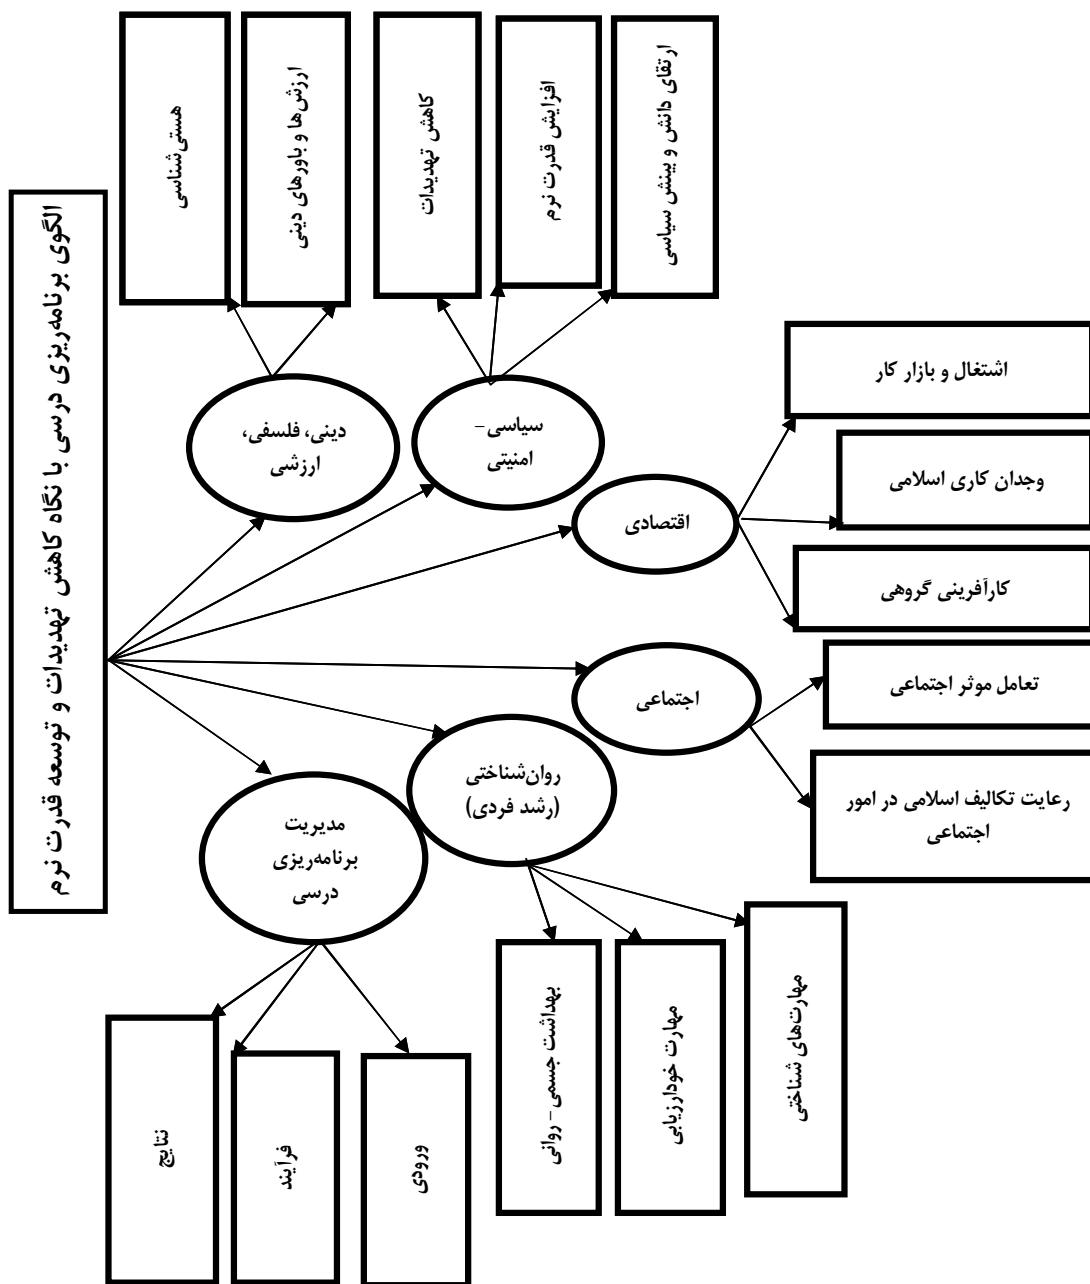 الگوی برنامه‌ریزی درسی با نگاه کاهش تهدیدات و توسعه قدرت نرم
هستی‌شناسی
ارزش‌ها و باورهای دینی
کاهش تهدیدات
افزایش قدرت نرم
ارتقای دانش و بینش سیاسی
دینی، فلسفی،
ارزشی
سیاسی –
امنیتی
اقتصادی
اشتغال و بازار کار
وجدان کاری اسلامی
کارآفرینی گروهی
اجتماعی
تعامل موثر اجتماعی
رعایت تکالیف اسلامی در امور
اجتماعی
روان‌شناختی
(رشد فردی)
بهداشت جسمی – روانی
مهارت خودارزیابی
مهارت‌های شناختی
مدیریت
برنامه‌ریزی
درسی
نتایج
فرآیند
ورودی